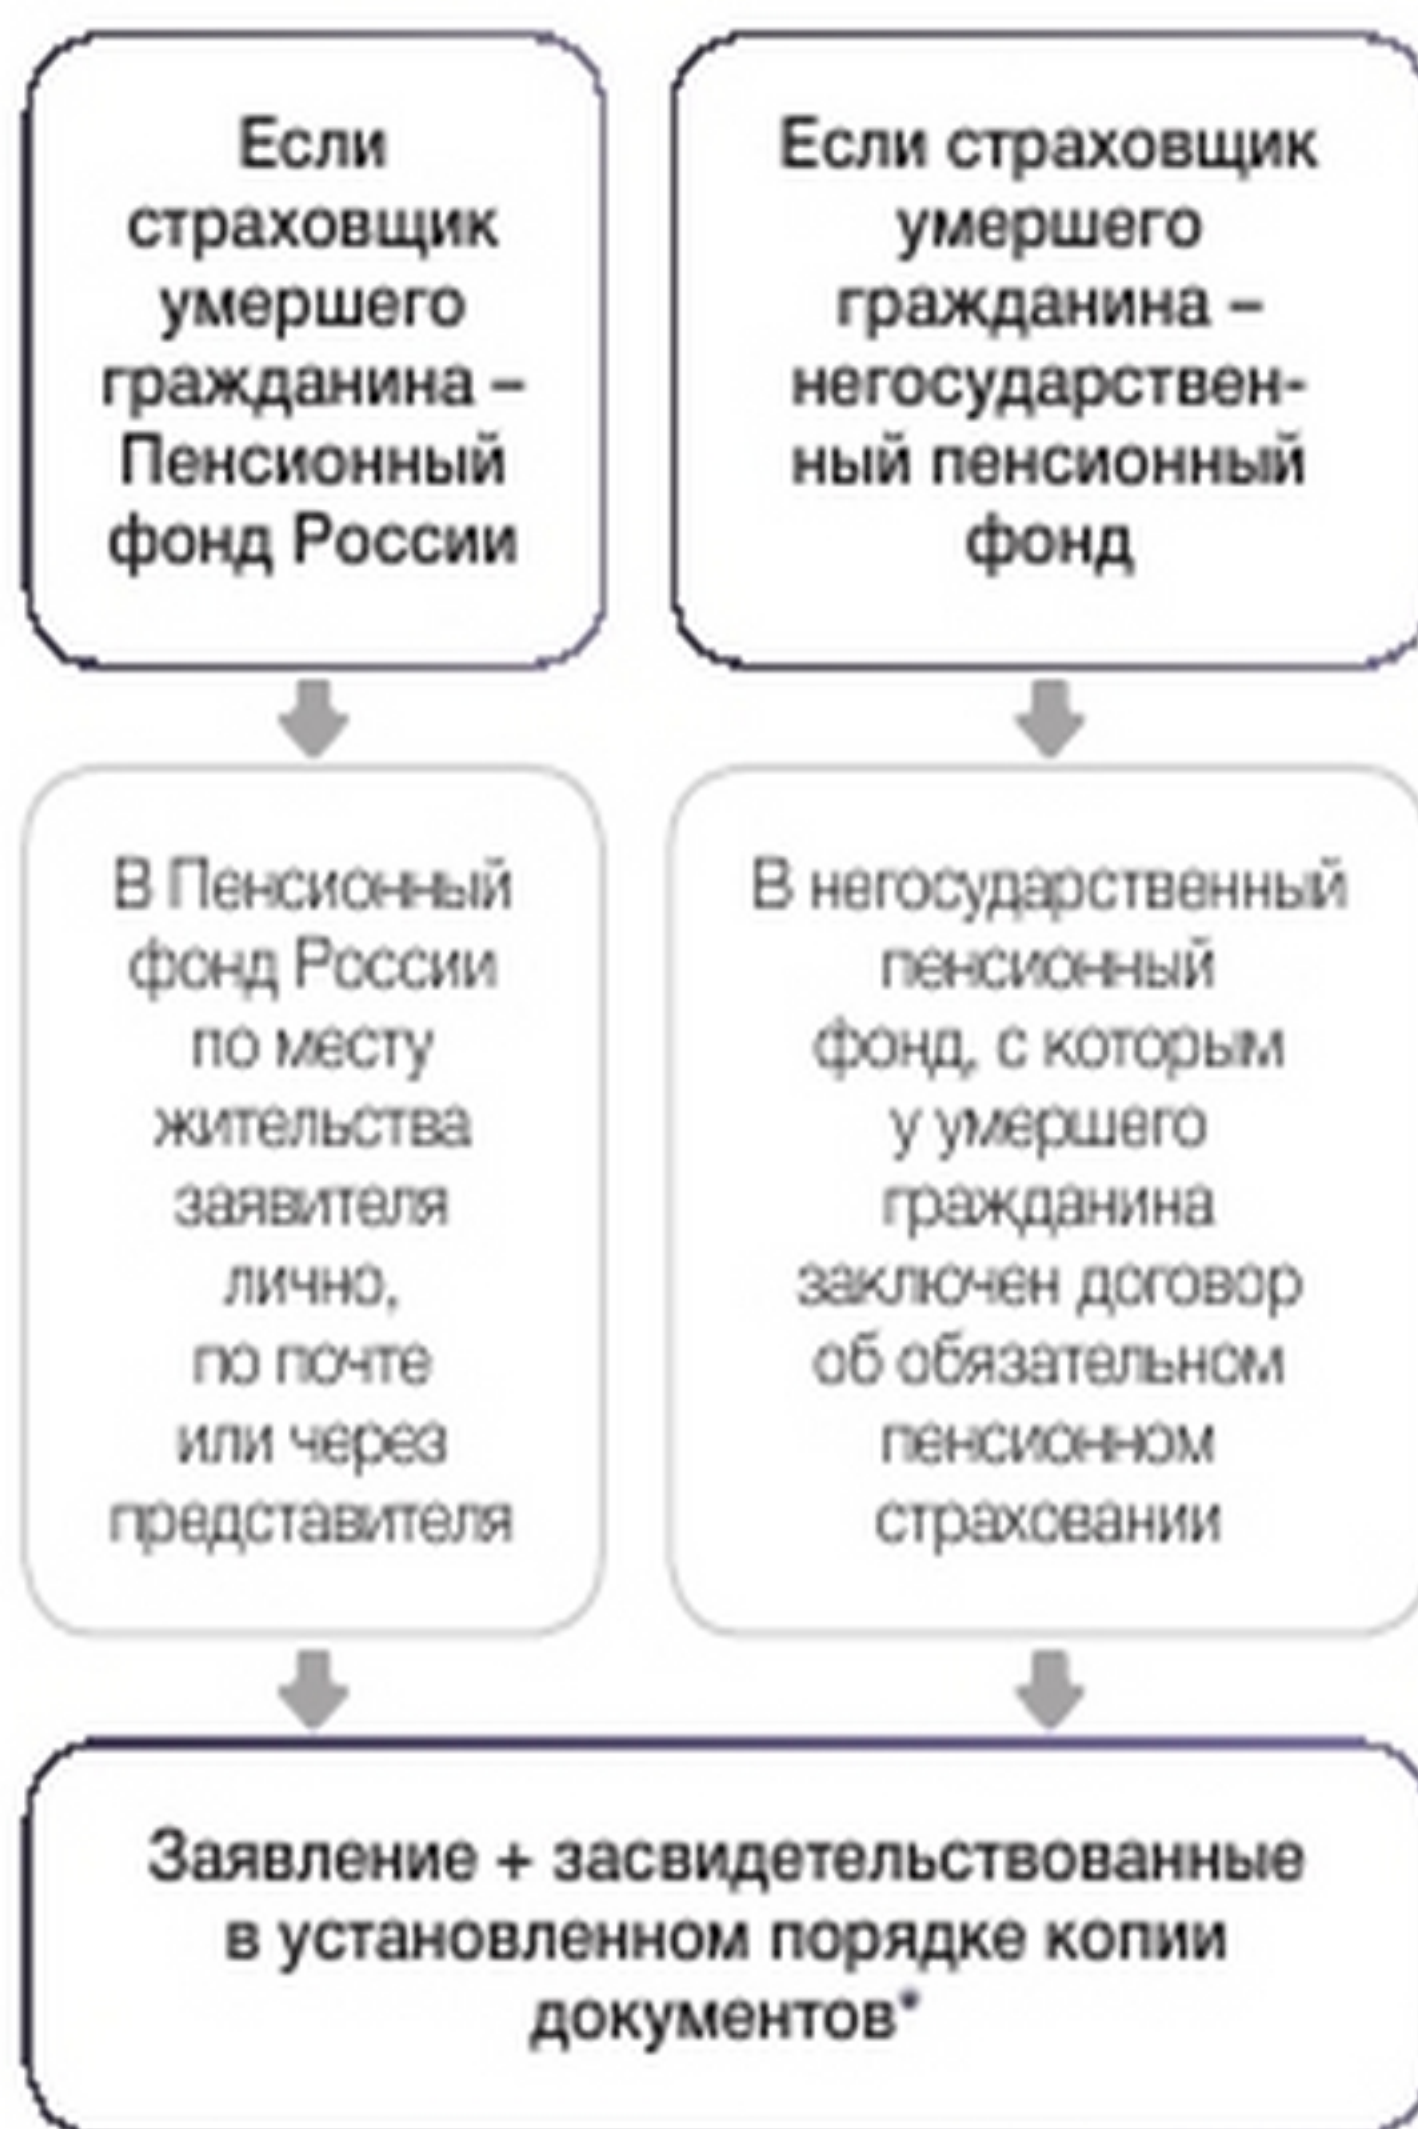 Если
страховщик
умершего
гражданина –
Пенсионный
фонд России
Если страховщик
умершего
гражданина –
негосударствен-
ный пенсионный
фонд
В Пенсионный
фонд России
по месту
жительства
заявителя
лично,
по почте
или через
представителя
В негосударственный
пенсионный
фонд, с которым
у умершего
гражданина
заключен договор
об обязательном
пенсионном
страховании
Заявление + засвидетельствованные
в установленном порядке копии
документов*